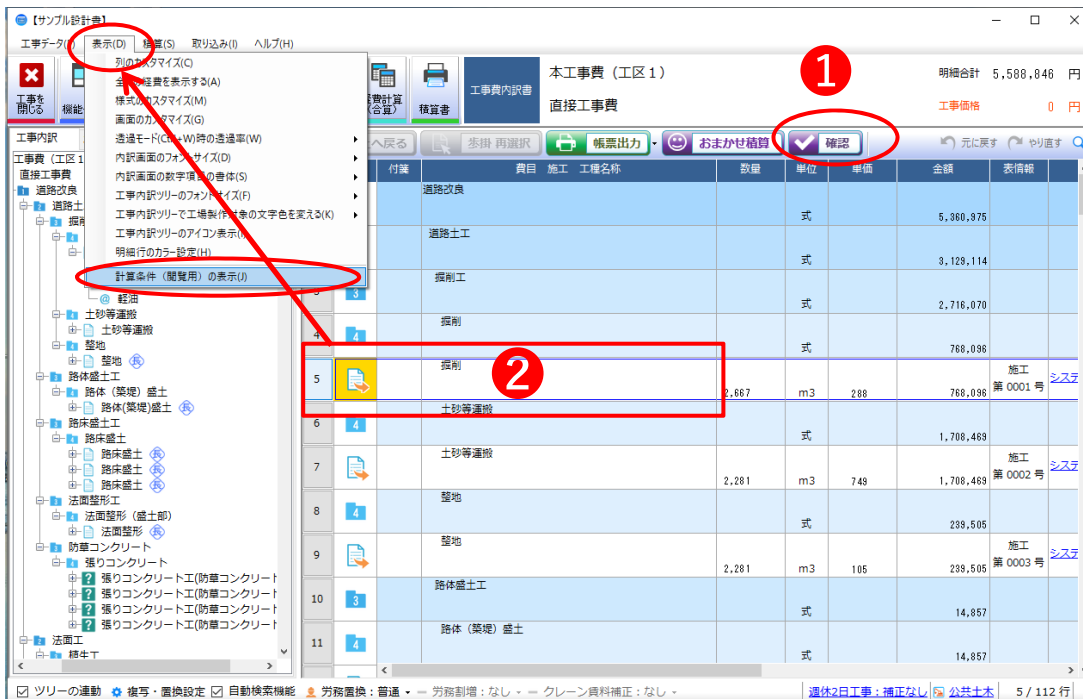 【サンプル設計書】
工事データ(F) 表示(D) 積算(S) 取り込み(I) ヘルプ(H)
列のカスタマイズ(C)
様式のカスタマイズ(M)
画面のカスタマイズ(G)
透過モード(Ctrl+W)時の透過率(W)
内訳画面のフォントサイズ(D)
内訳画面の数字項目の書体(S)
工事内訳ツリーのフォントサイズ(F)
工事内訳ツリーで工場製作対象の文字色を変える(K)
工事内訳ツリーのアイコン表示(I)
明細行のカラー設定(H)
計算条件（閲覧用）の表示(J)
工事を
閉じる
積算書
工事費内訳書
本工事費（工区１）
直接工事費
明細合計 5,588,846 円
工事価格 0 円
1
へ戻る 歩掛 再選択 帳票出力 おまかせ積算 確認 元に戻す やり直す
工事内訳
直接工事費
道路改良
軽油
土砂等運搬
土砂等運搬
整地
整地 長
路体盛土工
路体（築堤）盛土
路体(築堤)盛土 長
路床盛土工
路床盛土
路床盛土 長
路床盛土 長
路床盛土 長
法面整形工
法面整形（盛土部）
法面整形 長
防草コンクリート
張りコンクリート
張りコンクリート工(防草コンクリート
張りコンクリート工(防草コンクリート
張りコンクリート工(防草コンクリート
張りコンクリート工(防草コンクリート
法面工
植生工
付箋 費目 施工 工種名称 数量 単位 単価 金額 表情報
道路改良 式 5,360,975
道路土工 式 3,129,114
3 掘削工 式 2,716,070
4 掘削 式 768,096
5 掘削 2,667 m3 288 768,096 施工 第 0001 号 システ
2
6 4 土砂等運搬 式 1,708,469
7 土砂等運搬 2,281 m3 749 1,708,469 施工 第 0002 号 システ
8 4 整地 式 239,505
9 整地 2,281 m3 105 239,505 施工 第 0003 号 システ
10 3 路体盛土工 式 14,857
11 4 路体（築堤）盛土 式 14,857
ツリーの連動 複写・置換設定 自動検索機能 労務置換：普通 労務割増：なし クレーン賃料補正：なし 週休2日工事：補正なし 公共土木 5 / 112 行